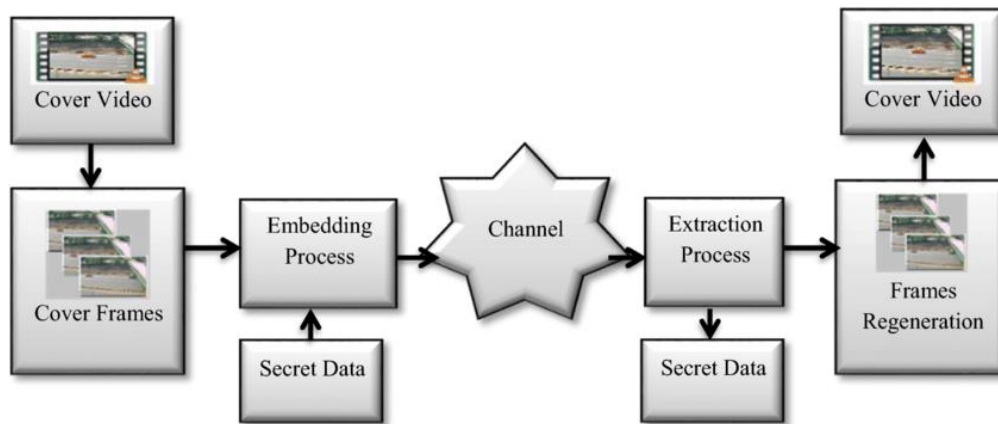 Cover Video
Cover Frames
Embedding
Process
Secret Data
Channel
Extraction
Process
Secret Data
Cover Video
Frames
Regeneration